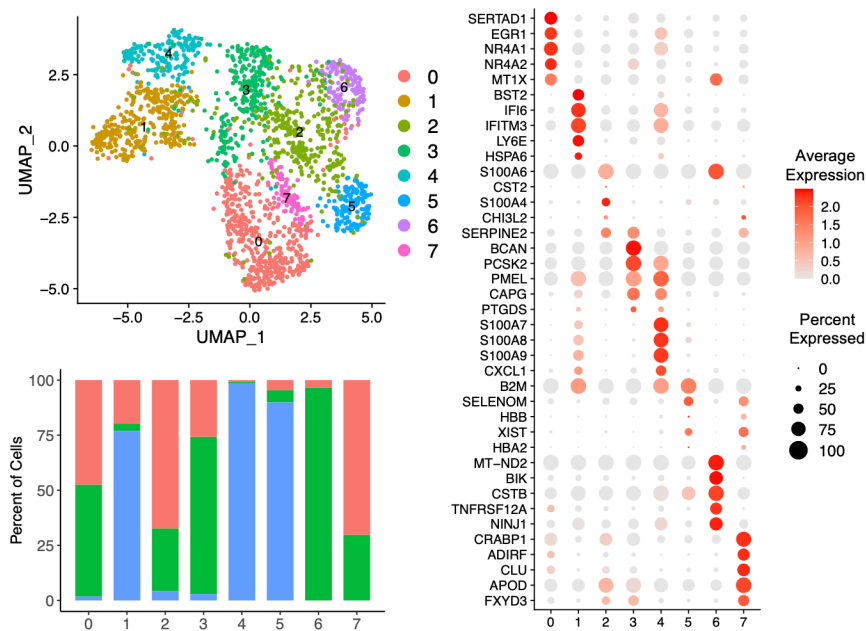 UMAP_2
2.5
0.0
−2.5
−5.0
4
3
6
1
2
7
5
0
−5.0
−2.5
0.0
2.5
5.0
UMAP_1
0
1
2
3
4
5
6
7
Percent of Cells
100
75
50
25
0
0
1
2
3
4
5
6
7
SERTAD1
EGR1
NR4A1
NR4A2
MT1X
BST2
IFI6
IFITM3
LY6E
HSPA6
S100A6
CST2
S100A4
CHI3L2
SERPINE2
BCAN
PCSK2
PMEL
CAPG
PTGDS
S100A7
S100A8
S100A9
CXCL1
B2M
SELENOM
HBB
XIST
HBA2
MT−ND2
BIK
CSTB
TNFRSF12A
NINJ1
CRABP1
ADIRF
CLU
APOD
FXYD3
0
1
2
3
4
5
6
7
Average
Expression
2.0
1.5
1.0
0.5
0.0
Percent
Expressed
0
25
50
75
100